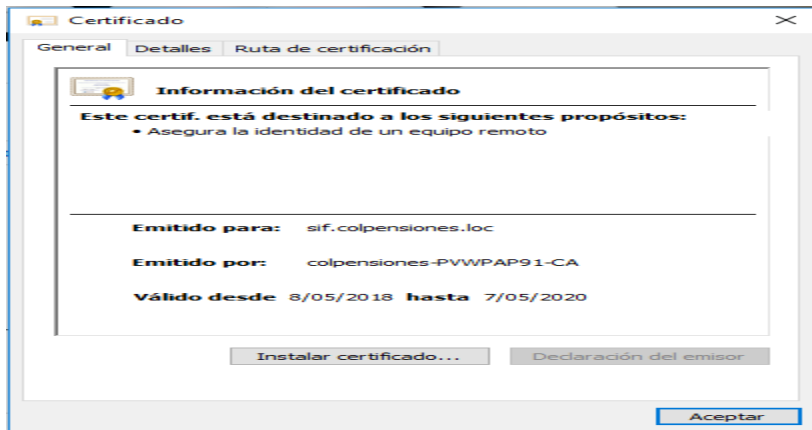 Certificado
General Detalles Ruta de certificación
Información del certificado
Este certif. está destinado a los siguientes propósitos:
• Asegura la identidad de un equipo remoto
Emitido para: sif.colpensiones.loc
Emitido por: colpensiones-PVWPAP91-CA
Válido desde 8/05/2018 hasta 7/05/2020
Instalar certificado... Declaración del emisor
Aceptar